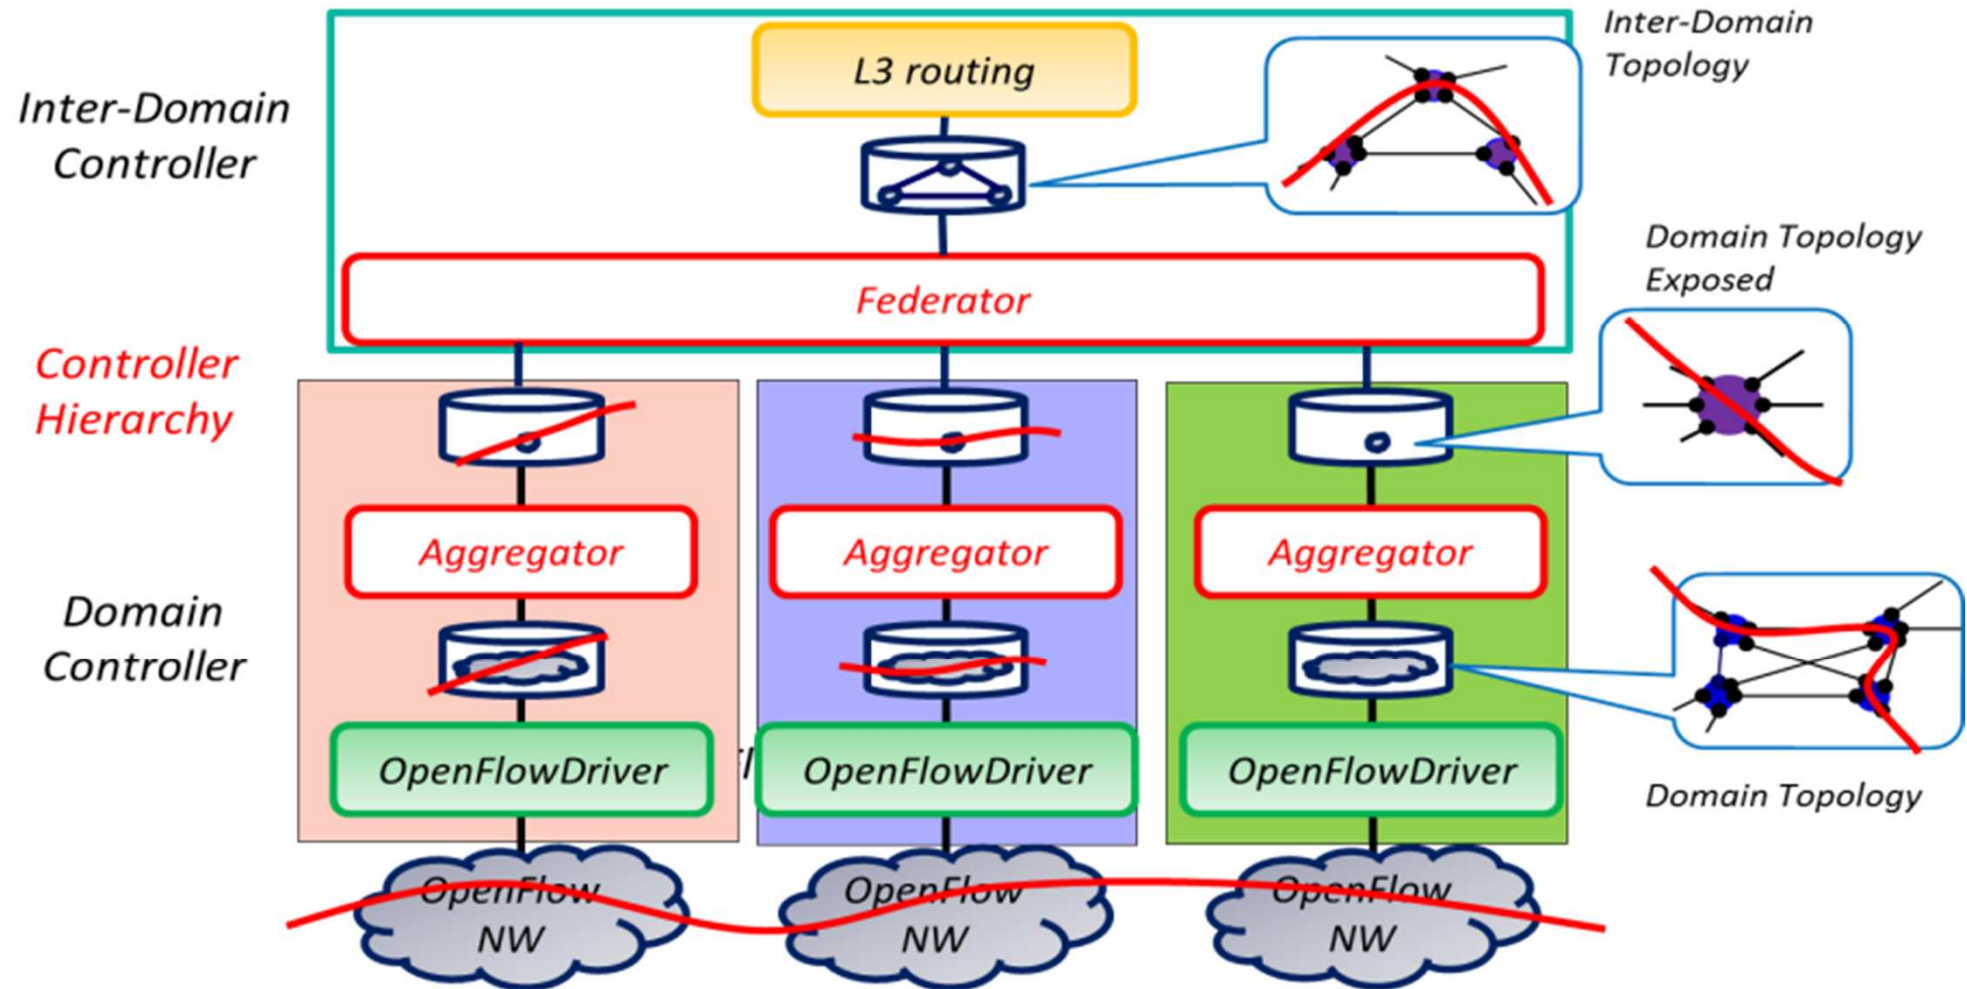 Inter-Domain
Topology
L3 routing
Inter-Domain
Controller
Domain Topology
Exposed
Federator
Controller
Hierarchy
Aggregator
Aggregator
Aggregator
Domain
Controller
OpenFlowDriver
OpenFlowDriver
OpenFlowDriver
Domain Topology
OpenFlow
NW
OpenFlow
NW
OpenFlow
NW